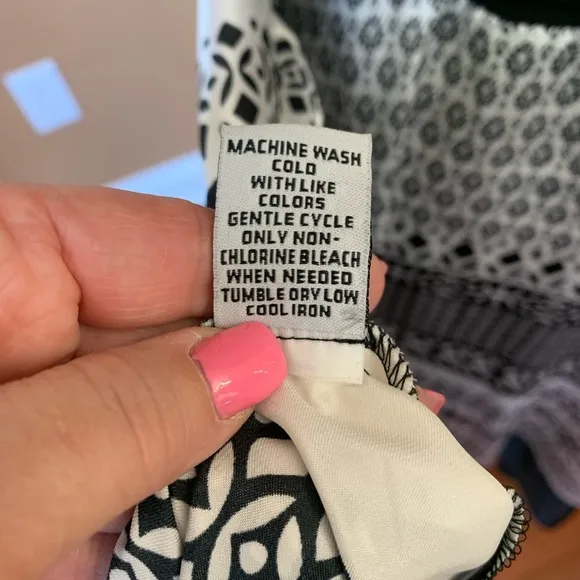 MACHINE WASH
COLD
WITH LIKE
COLORS
GENTLE CYCLE
ONLY NON-
CHLORINE BLEACH
WHEN NEEDED
TUMBLE DRY LOW
COOL IRON